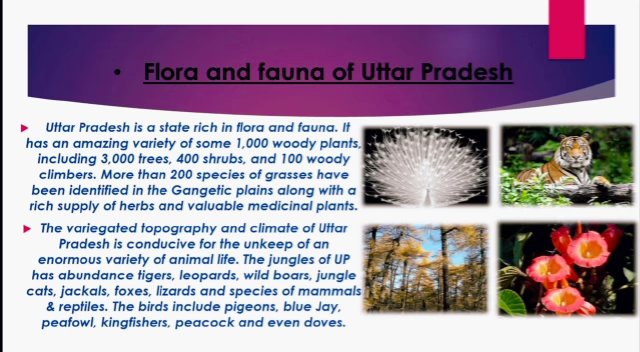 • Flora and fauna of Uttar Pradesh
Uttar Pradesh is a state rich in flora and fauna. It
has an amazing variety of some 1,000 woody plants,
including 3,000 trees, 400 shrubs, and 100 woody
climbers. More than 200 species of grasses have
been identified in the Gangetic plains along with a
rich supply of herbs and valuable medicinal plants.
The variegated topography and climate of Uttar
Pradesh is conducive for the unkeep of an
enormous variety of animal life. The jungles of UP
has abundance tigers, leopards, wild boars, jungle
cats, jackals, foxes, lizards and species of mammals
& reptiles. The birds include pigeons, blue Jay,
peafowl, kingfishers, peacock and even doves.